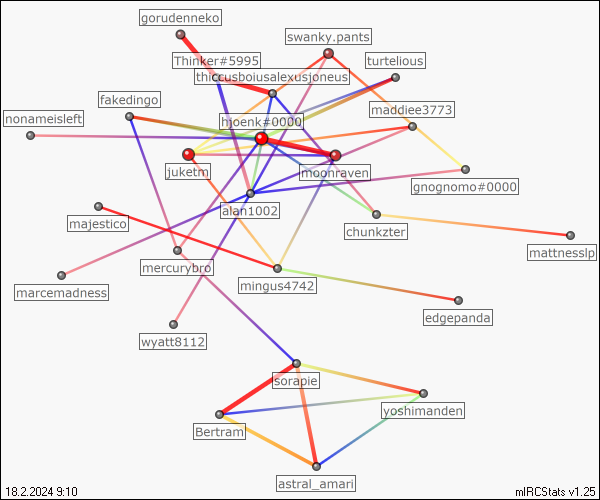 gorudenneko
swanky.pants
Thinker#5995
turtelious
thiccusboiusalexusjoneus
fakedingo
maddiee3773
nonameisleft
hjoenk#0000
juketm
moonraven
gnognomo#0000
alan1002
majestico
chunkzter
mattnesslp
mercurybro
marcemadness
mingus4742
edgepanda
wyatt8112
sorapie
yoshimanden
Bertram
astral_amari
18.2.2024 9:10
mIRCStats v1.25